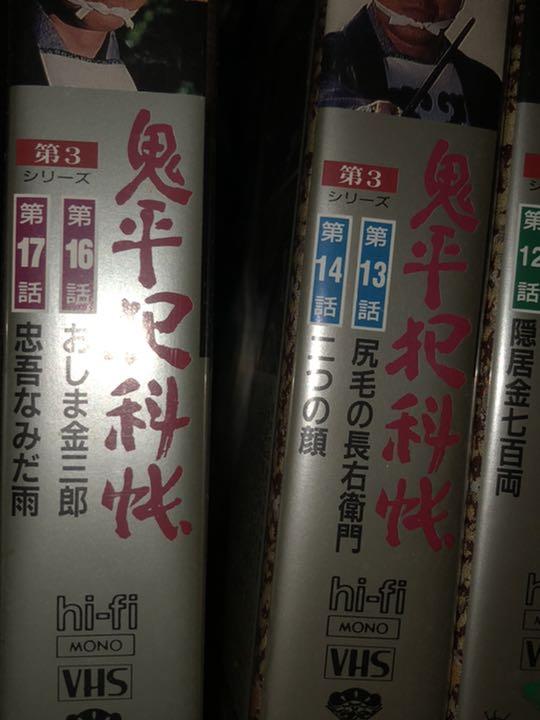 鬼平犯科帳
第3
シリーズ
第16話
おしま金三郎
第17話
忠吾なみだ雨
hi-fi
MONO
VHS
鬼平犯科帳
第3
シリーズ
第13話
尻毛の長右衛門
第14話
二つの顔
hi-fi
MONO
VHS
第12話
隠居金七百両